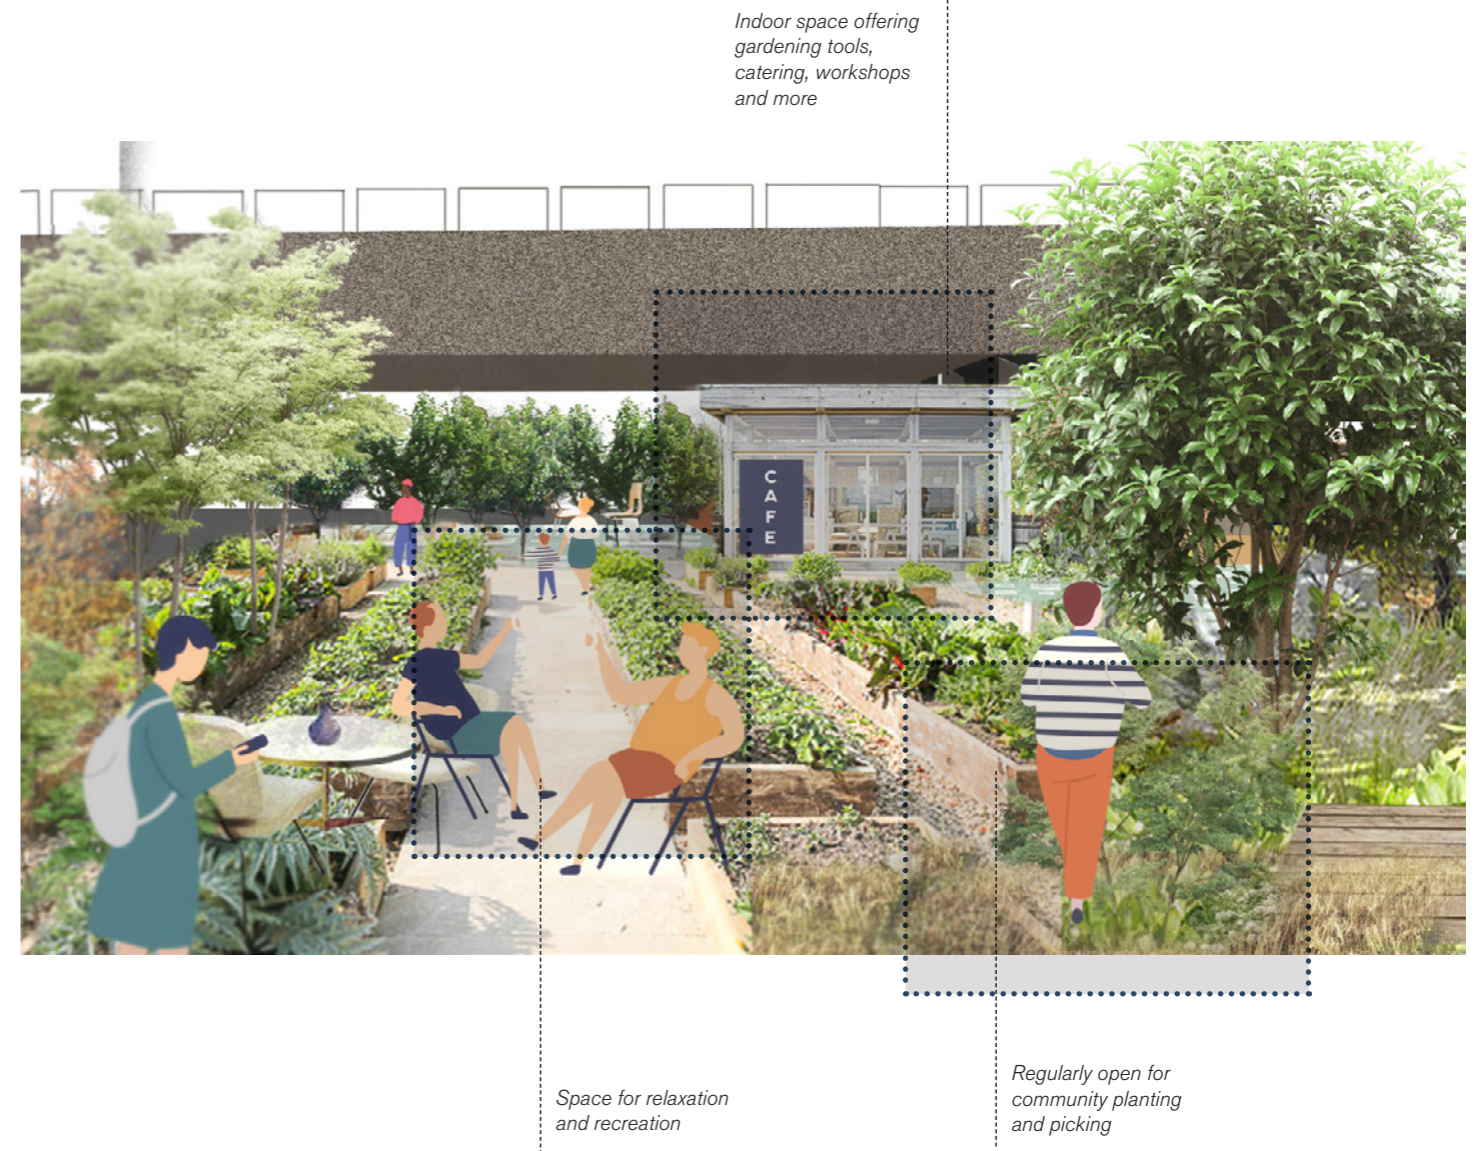 Indoor space offering
gardening tools,
catering, workshops
and more
C
A
F
E
Space for relaxation
and recreation
Regularly open for
community planting
and picking